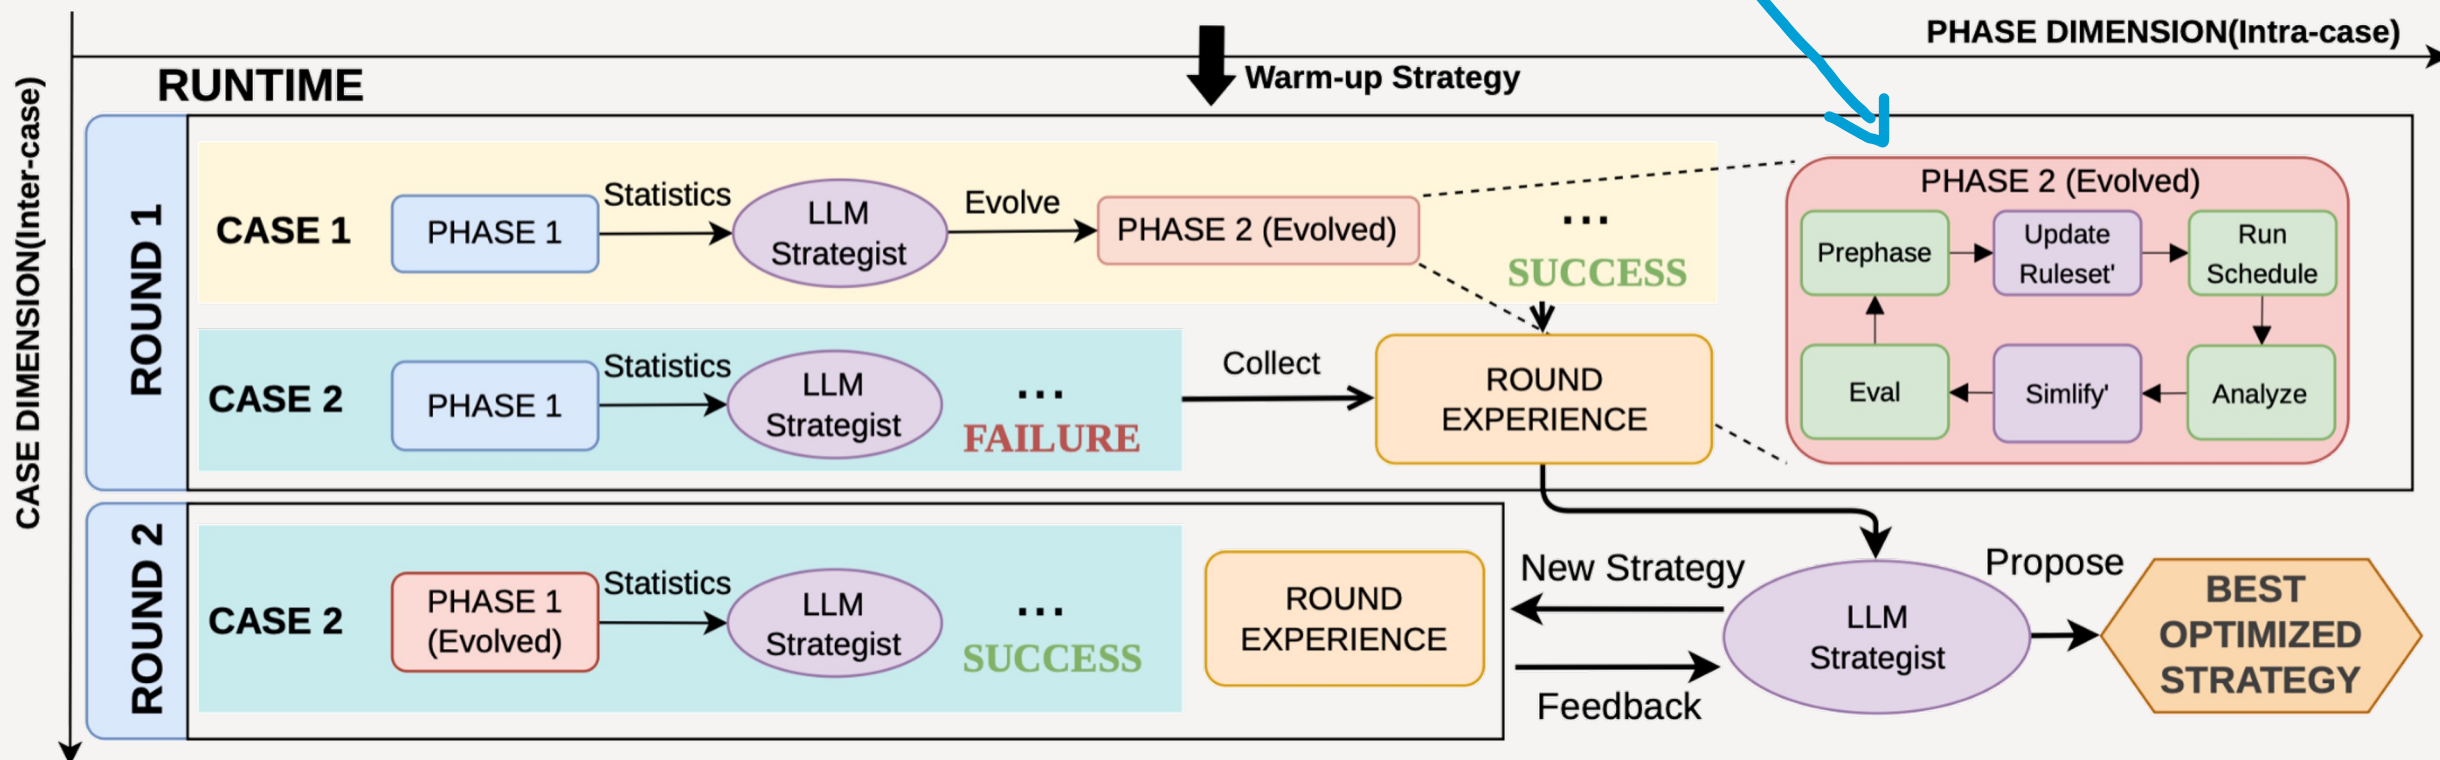 PHASE DIMENSION(Intra-case)
CASE DIMENSION(Inter-case)
RUNTIME
Warm-up Strategy
ROUND 1
CASE 1
PHASE 1
Statistics
LLM
Strategist
Evolve
PHASE 2 (Evolved)
...
SUCCESS
CASE 2
PHASE 1
Statistics
LLM
Strategist
...
FAILURE
Collect
ROUND
EXPERIENCE
PHASE 2 (Evolved)
Prephase
Update
Ruleset'
Run
Schedule
Eval
Simlify'
Analyze
ROUND 2
CASE 2
PHASE 1
(Evolved)
Statistics
LLM
Strategist
...
SUCCESS
ROUND
EXPERIENCE
New Strategy
Feedback
LLM
Strategist
Propose
BEST
OPTIMIZED
STRATEGY